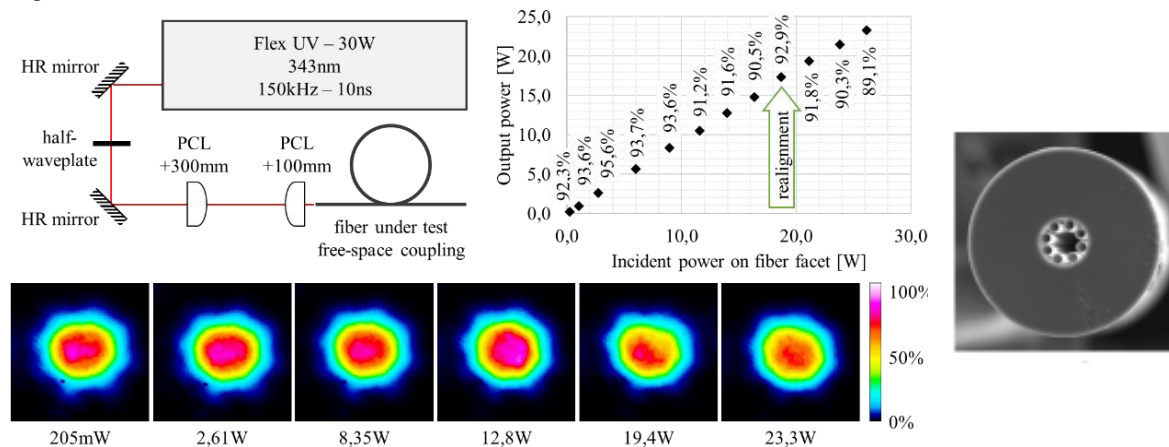 Flex UV – 30W
343nm
150kHz – 10ns
HR mirror
half-
waveplate
HR mirror
PCL
+300mm
PCL
+100mm
fiber under test
free-space coupling
Output power [W]
25,0
20,0
15,0
10,0
5,0
0,0
0,0
10,0
20,0
30,0
Incident power on fiber facet [W]
92,3%
93,6%
95,6%
93,7%
93,6%
91,2%
91,6%
90,5%
92,9%
91,8%
90,3%
89,1%
realignment
100%
50%
0%
205mW
2,61W
8,35W
12,8W
19,4W
23,3W